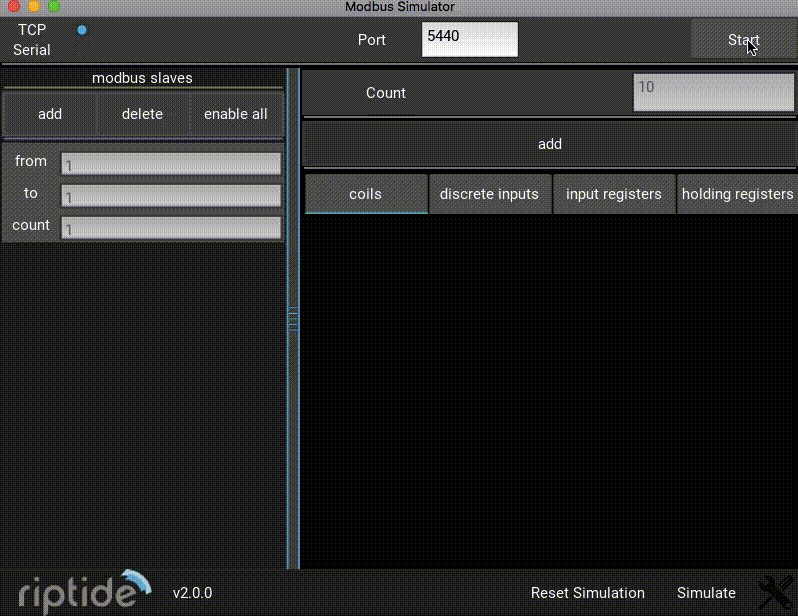 Modbus Simulator
TCP
Serial
Port
5440
Start
modbus slaves
add
delete
enable all
from
1
to
1
count
1
Count
10
add
coils
discrete inputs
input registers
holding registers
riptide
v2.0.0
Reset Simulation
Simulate